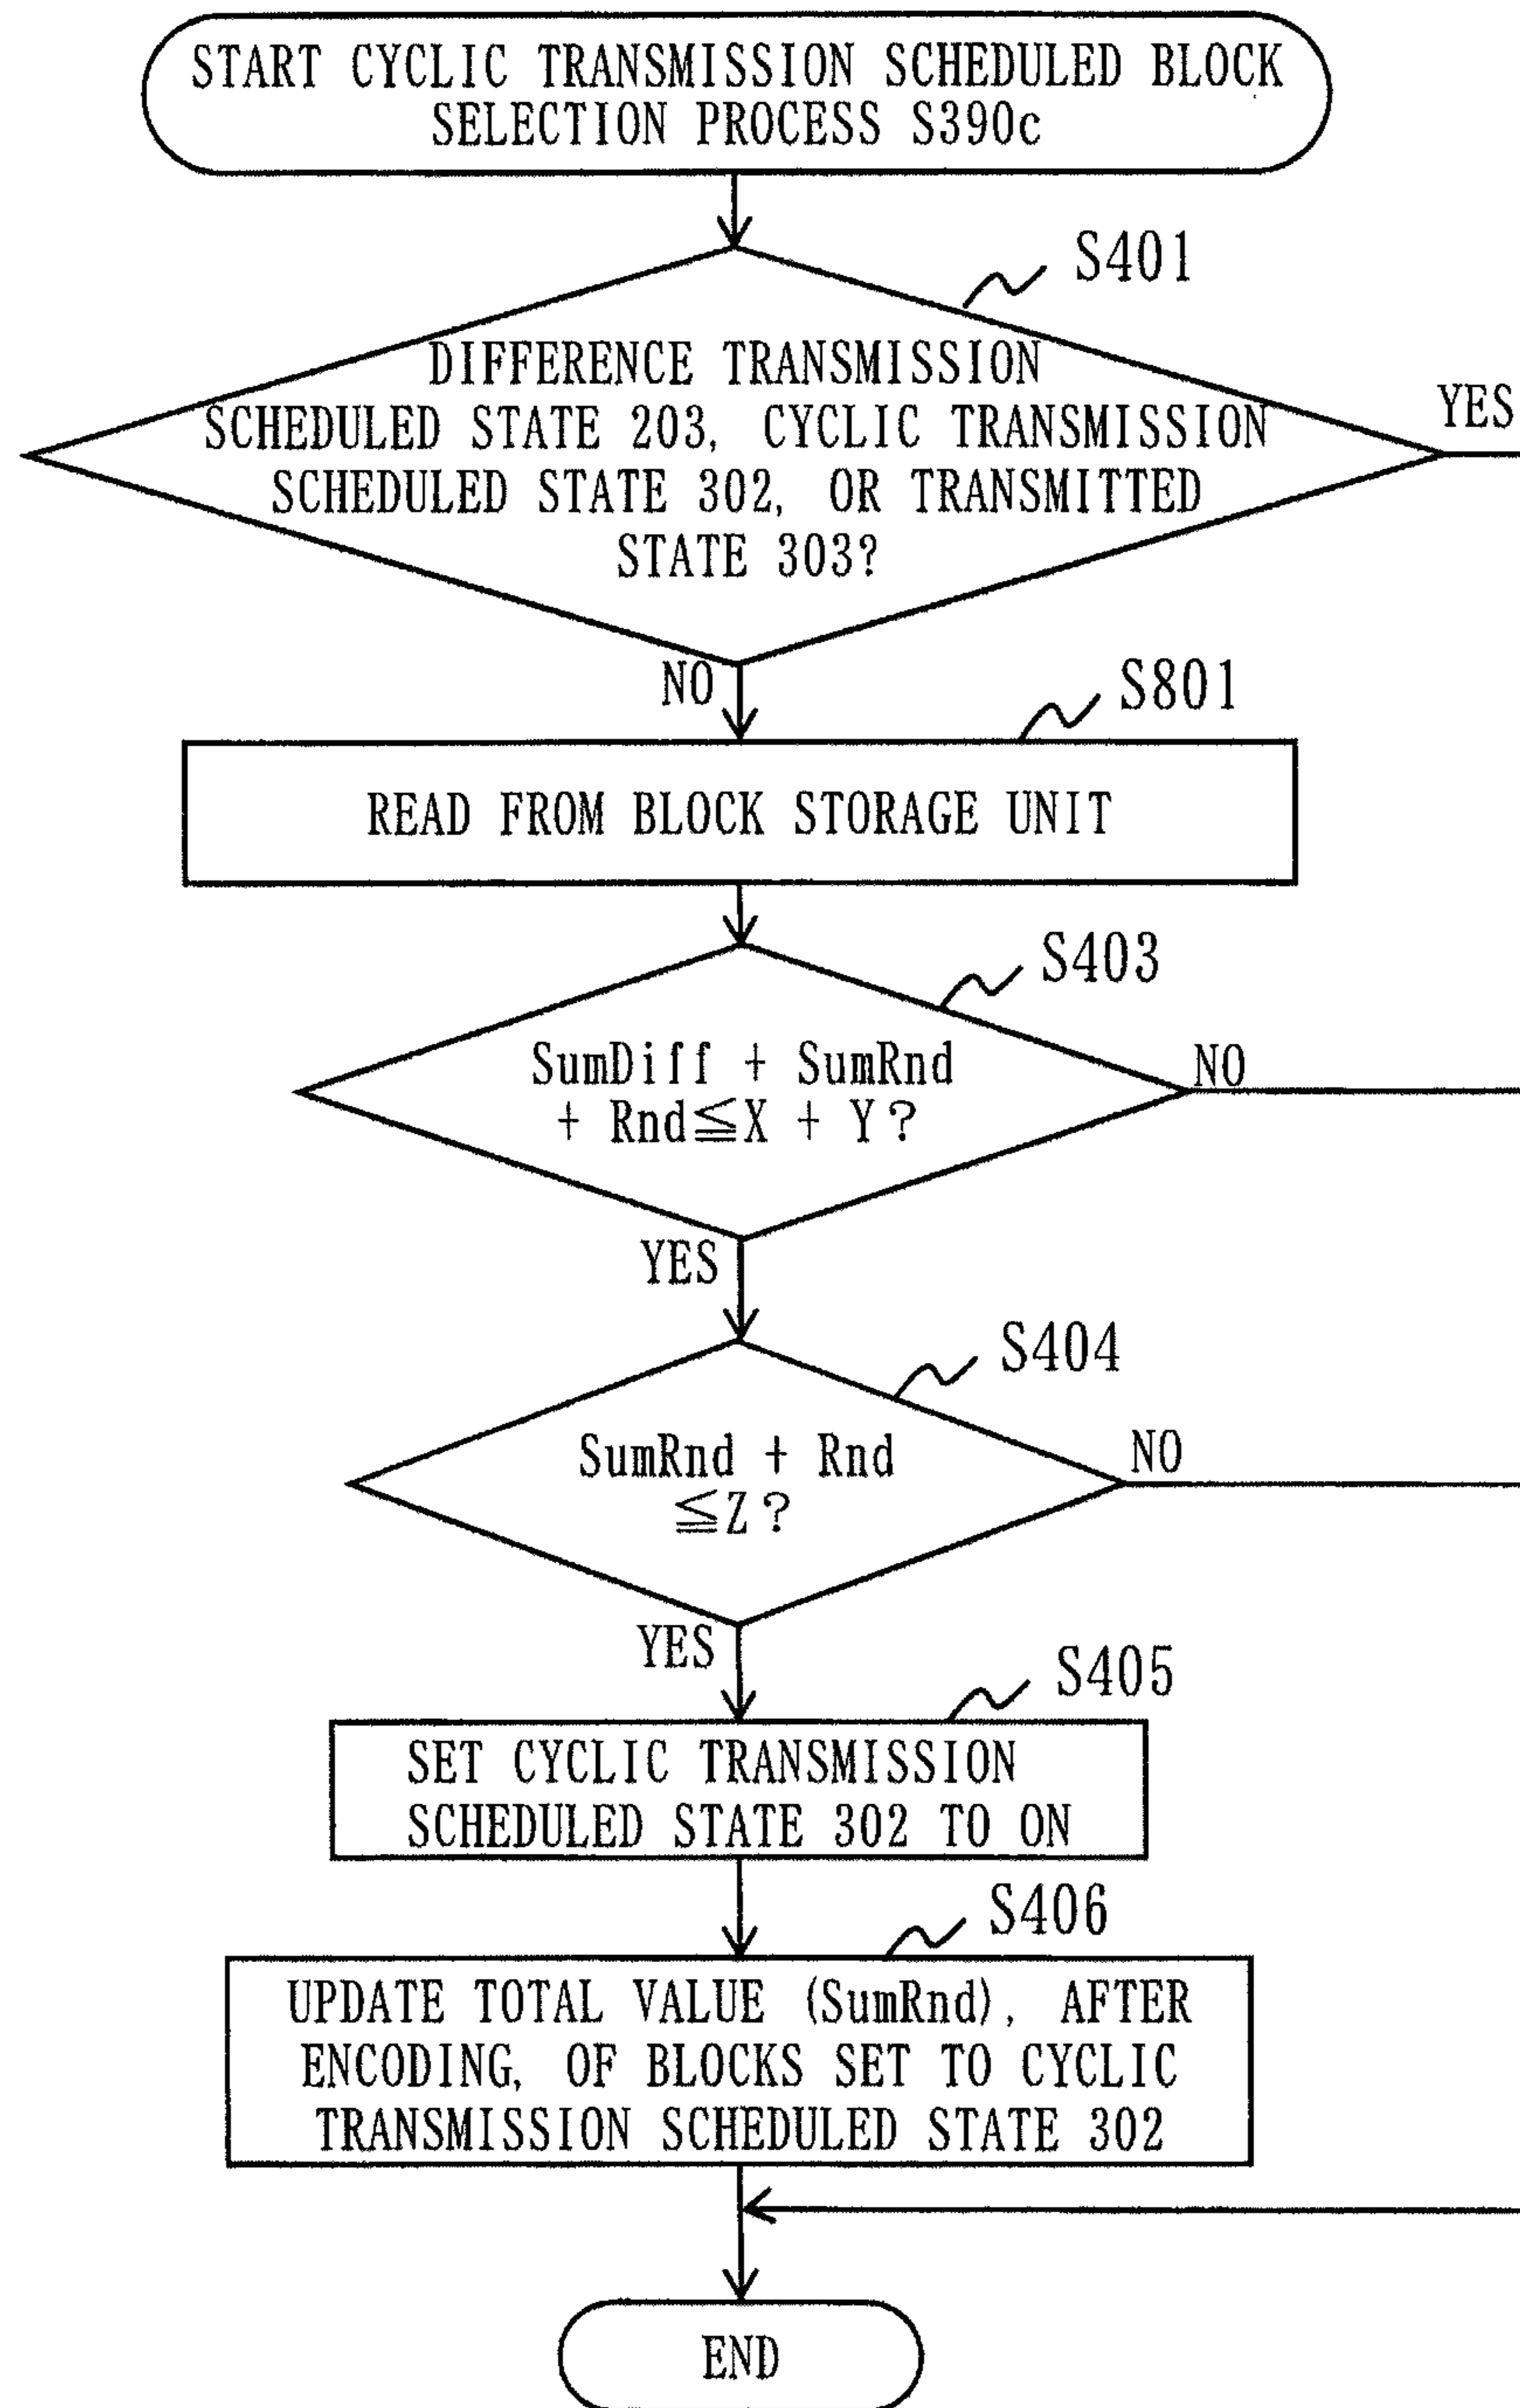 START CYCLIC TRANSMISSION SCHEDULED BLOCK
SELECTION PROCESS S390c
S401
DIFFERENCE TRANSMISSION
SCHEDULED STATE 203, CYCLIC TRANSMISSION
SCHEDULED STATE 302, OR TRANSMITTED
STATE 303?
YES
NO
S801
READ FROM BLOCK STORAGE UNIT
S403
SumDiff + SumRnd
+ Rnd≦X + Y?
NO
YES
S404
SumRnd + Rnd
≦Z?
NO
YES
S405
SET CYCLIC TRANSMISSION
SCHEDULED STATE 302 TO ON
S406
UPDATE TOTAL VALUE (SumRnd), AFTER
ENCODING, OF BLOCKS SET TO CYCLIC
TRANSMISSION SCHEDULED STATE 302
END